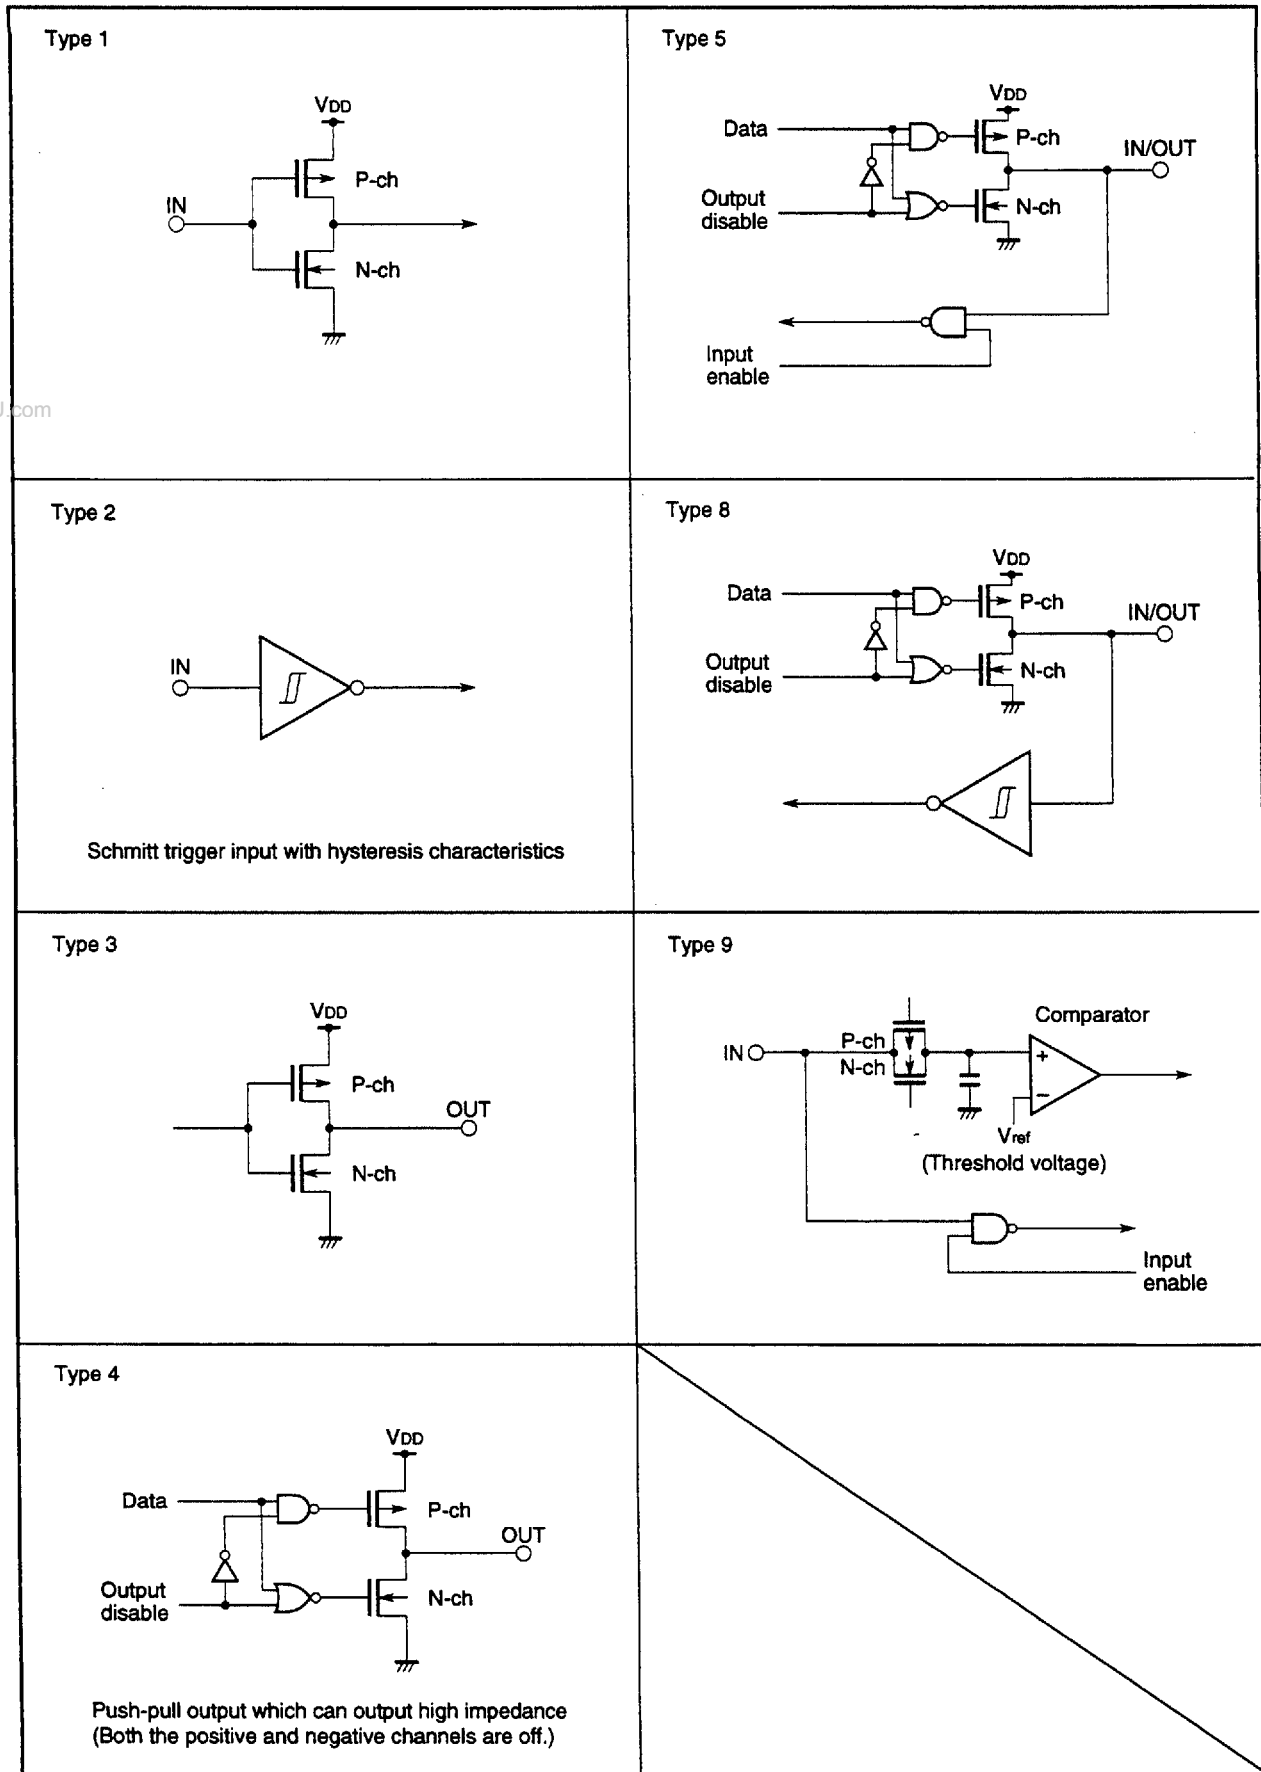 Type 1
VDD
P-ch
IN
N-ch
Type 5
VDD
Data
P-ch
IN/OUT
Output
disable
N-ch
Input
enable
.com
Type 2
IN
Schmitt trigger input with hysteresis characteristics
Type 8
VDD
Data
P-ch
IN/OUT
Output
disable
N-ch
Type 3
VDD
P-ch
OUT
N-ch
Type 9
Comparator
IN
P-ch
N-ch
+
−
Vref
(Threshold voltage)
Input
enable
Type 4
VDD
Data
P-ch
OUT
Output
disable
N-ch
Push-pull output which can output high impedance
(Both the positive and negative channels are off.)